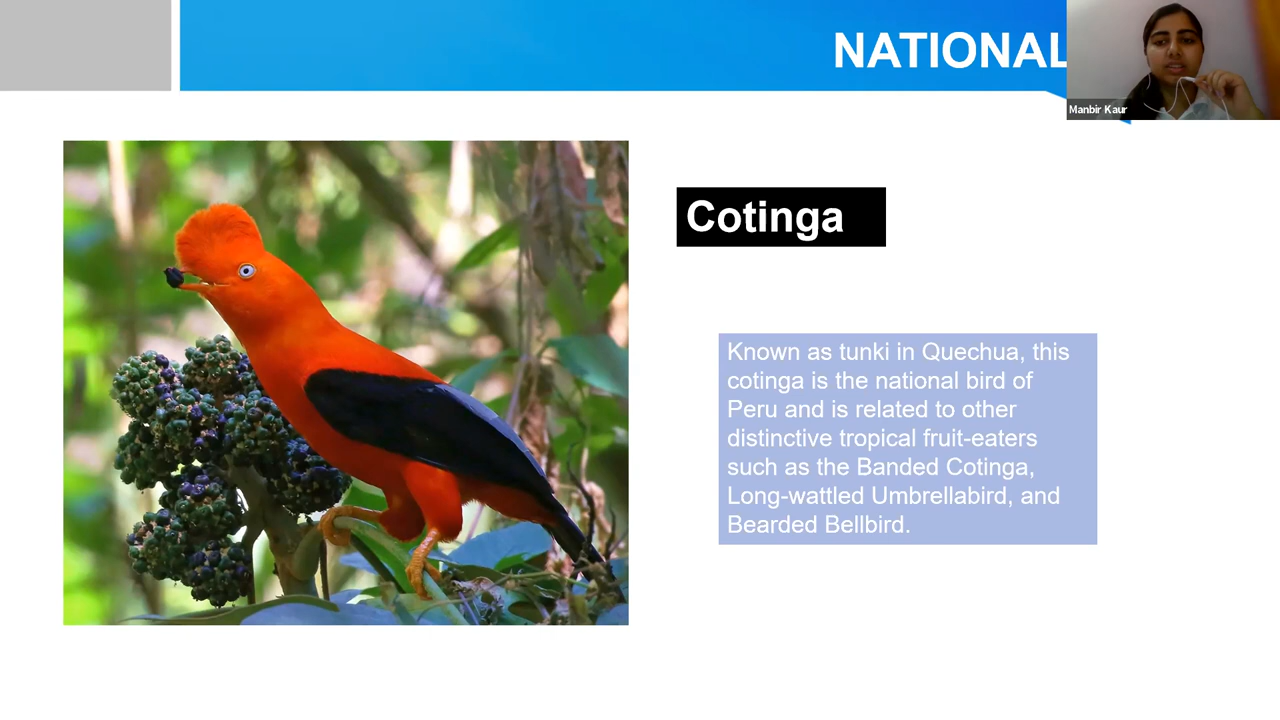 NATIONAL
Manbir Kaur
Cotinga
Known as tunki in Quechua, this
cotinga is the national bird of
Peru and is related to other
distinctive tropical fruit-eaters
such as the Banded Cotinga,
Long-wattled Umbrellabird, and
Bearded Bellbird.